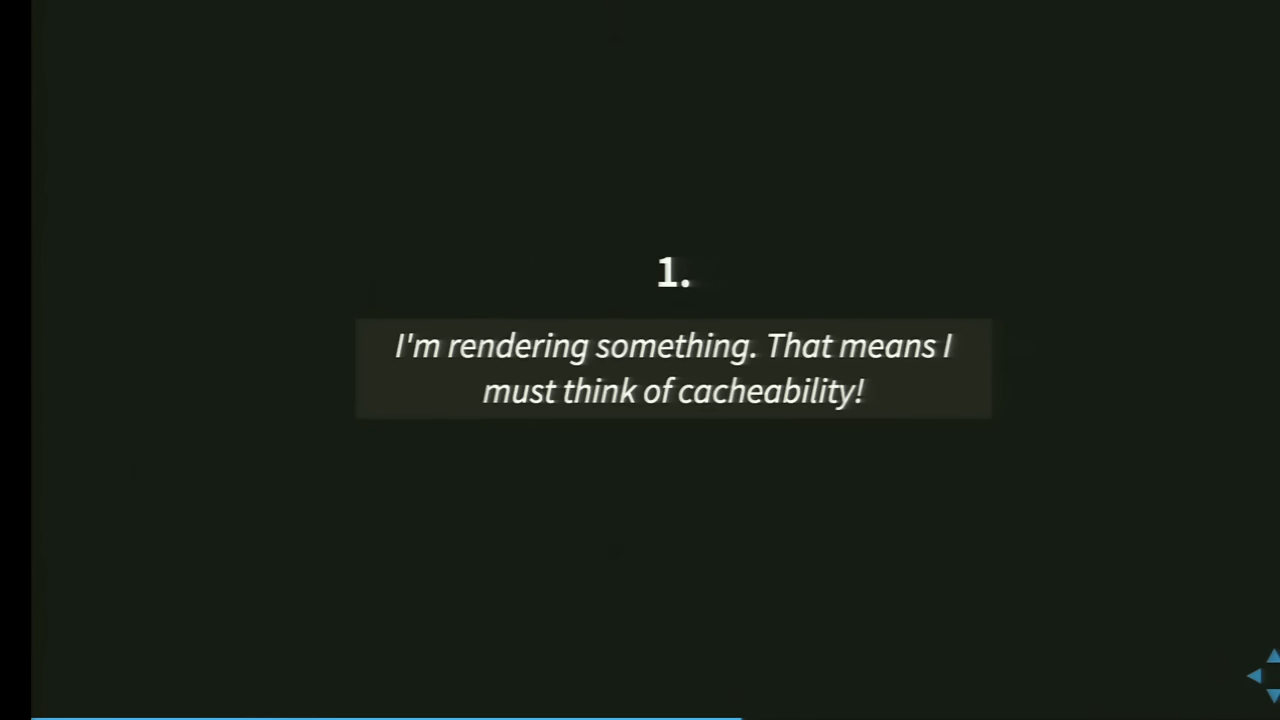 1.
I'm rendering something. That means I
must think of cacheability!